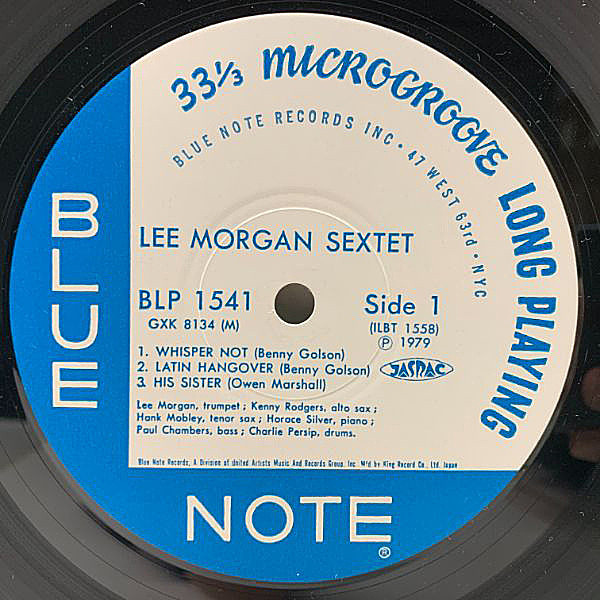 33⅓ MICROGROOVE LONG PLAYING
BLUE NOTE RECORDS INC • 47 WEST 63rd • NYC
BLUE
LEE MORGAN SEXTET
BLP 1541 Side 1
GXK 8134 (M) (ILBT 1558)
℗ 1979
1. WHISPER NOT (Benny Golson)
2. LATIN HANGOVER (Benny Golson) JASRAC
3. HIS SISTER (Owen Marshall)
Lee Morgan, trumpet ; Kenny Rodgers, alto sax ;
Hank Mobley, tenor sax ; Horace Silver, piano ;
Paul Chambers, bass ; Charlie Persip, drums.
Blue Note Records, A Division of United Artists Music And Records Group, Inc. M'f'd by King Record Co., Ltd. Japan
NOTE
®